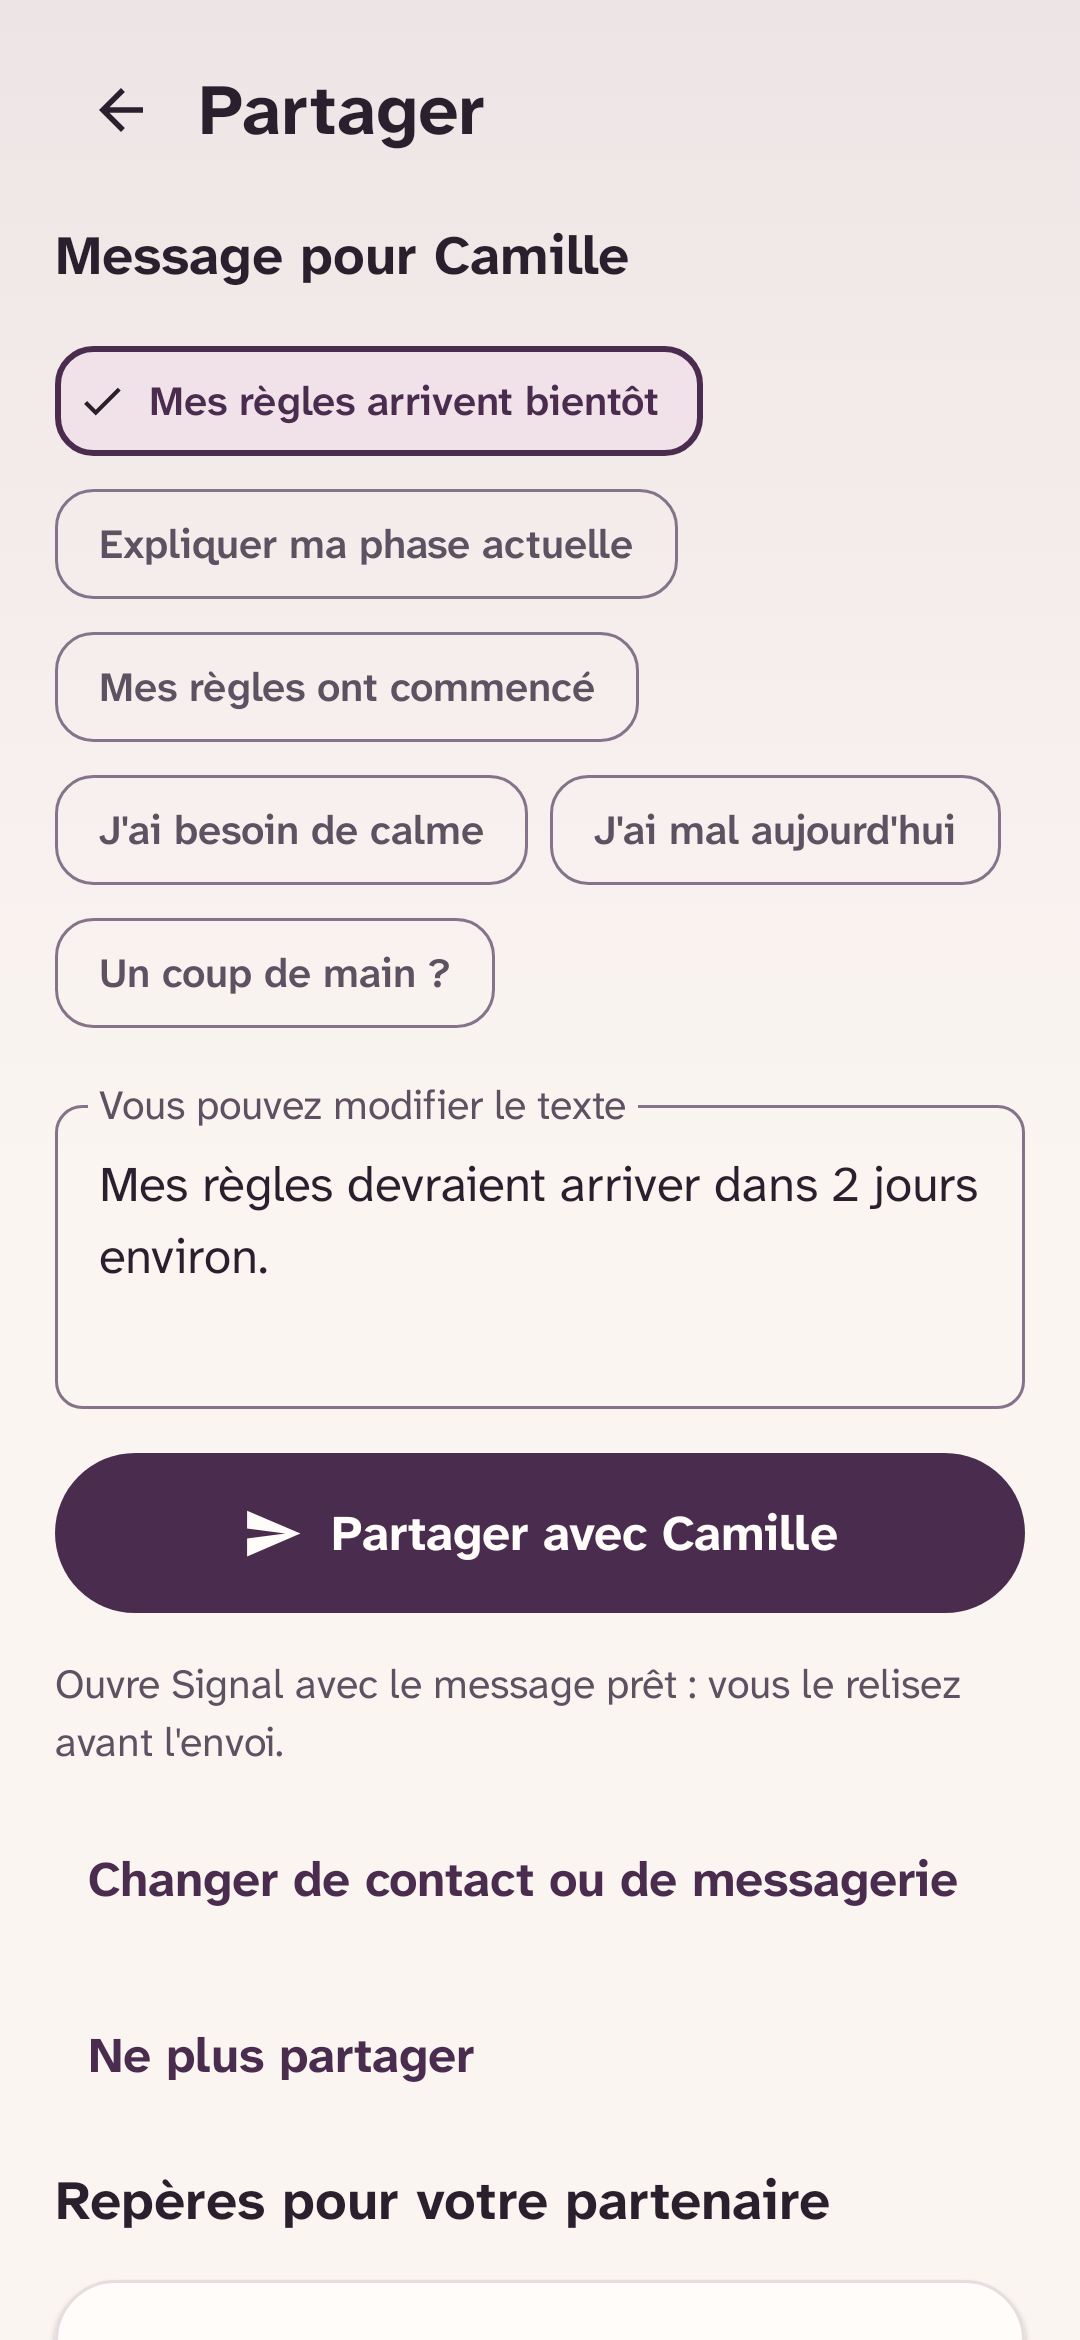 Partager
Message pour Camille
Mes règles arrivent bientôt
Expliquer ma phase actuelle
Mes règles ont commencé
J'ai besoin de calme
J'ai mal aujourd'hui
Un coup de main ?
Vous pouvez modifier le texte
Mes règles devraient arriver dans 2 jours
environ.
Partager avec Camille
Ouvre Signal avec le message prêt : vous le relisez
avant l'envoi.
Changer de contact ou de messagerie
Ne plus partager
Repères pour votre partenaire